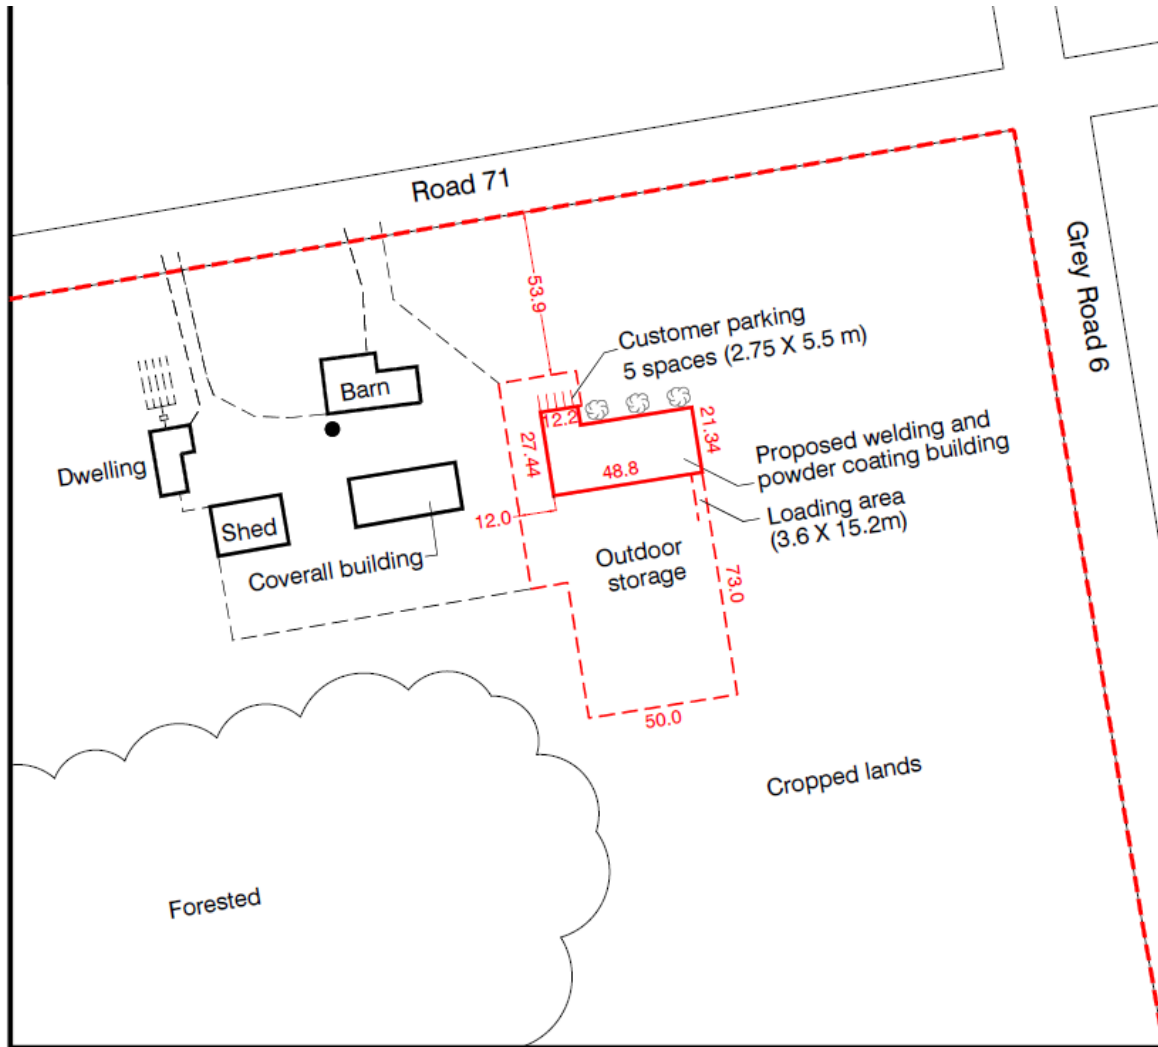 Road 71
Grey Road 6
53.9
Customer parking
5 spaces (2.75 X 5.5 m)
Barn
12.2
21.34
27.44
48.8
Proposed welding and
powder coating building
Dwelling
Loading area
(3.6 X 15.2m)
12.0
Shed
Coverall building
Outdoor
storage
73.0
50.0
Cropped lands
Forested